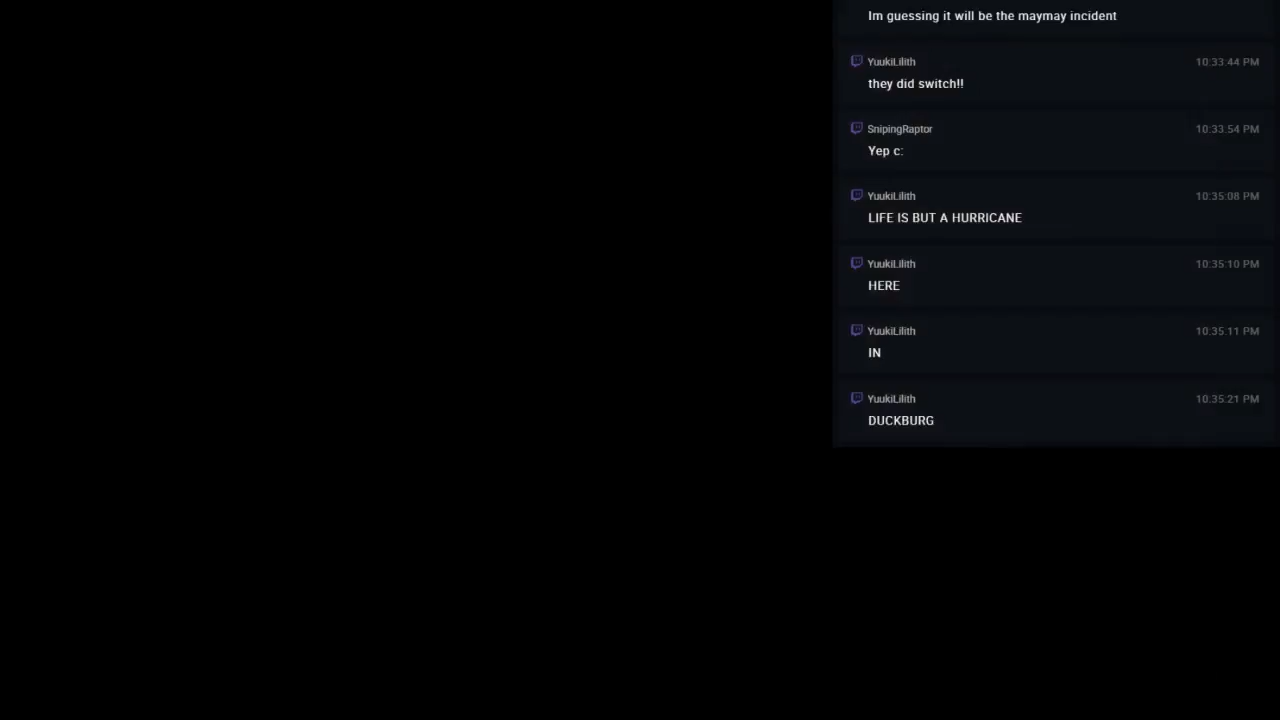 Im guessing it will be the maymay incident
YuukiLilith 10:33:44 PM
they did switch!!
SnipingRaptor 10:33:54 PM
Yep c:
YuukiLilith 10:35:08 PM
LIFE IS BUT A HURRICANE
YuukiLilith 10:35:10 PM
HERE
YuukiLilith 10:35:11 PM
IN
YuukiLilith 10:35:21 PM
DUCKBURG